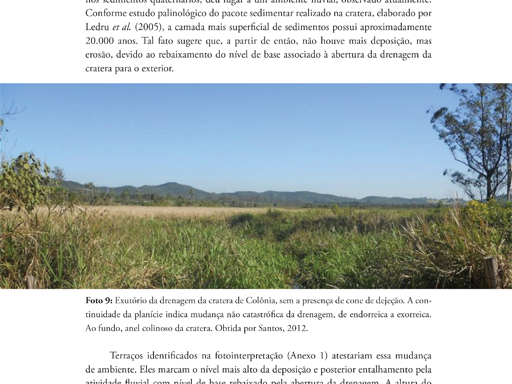 nos sedimentos quaternários, deu lugar a um ambiente fluvial, observado atualmente.
Conforme estudo palinológico do pacote sedimentar realizado na cratera, elaborado por
Ledru et al. (2005), a camada mais superficial de sedimentos possui aproximadamente
20.000 anos. Tal fato sugere que, a partir de então, não houve mais deposição, mas
erosão, devido ao rebaixamento do nível de base associado à abertura da drenagem da
cratera para o exterior.
Foto 9: Exutório da drenagem da cratera de Colônia, sem a presença de cone de dejeção. A con-
tinuidade da planície indica mudança não catastrófica da drenagem, de endorreica a exorreica.
Ao fundo, anel colinoso da cratera. Obtida por Santos, 2012.
Terraços identificados na fotointerpretação (Anexo 1) atestariam essa mudança
de ambiente. Eles marcam o nível mais alto da deposição e posterior entalhamento pela
atividade fluvial com nível de base rebaixado pela abertura da drenagem. A altura do